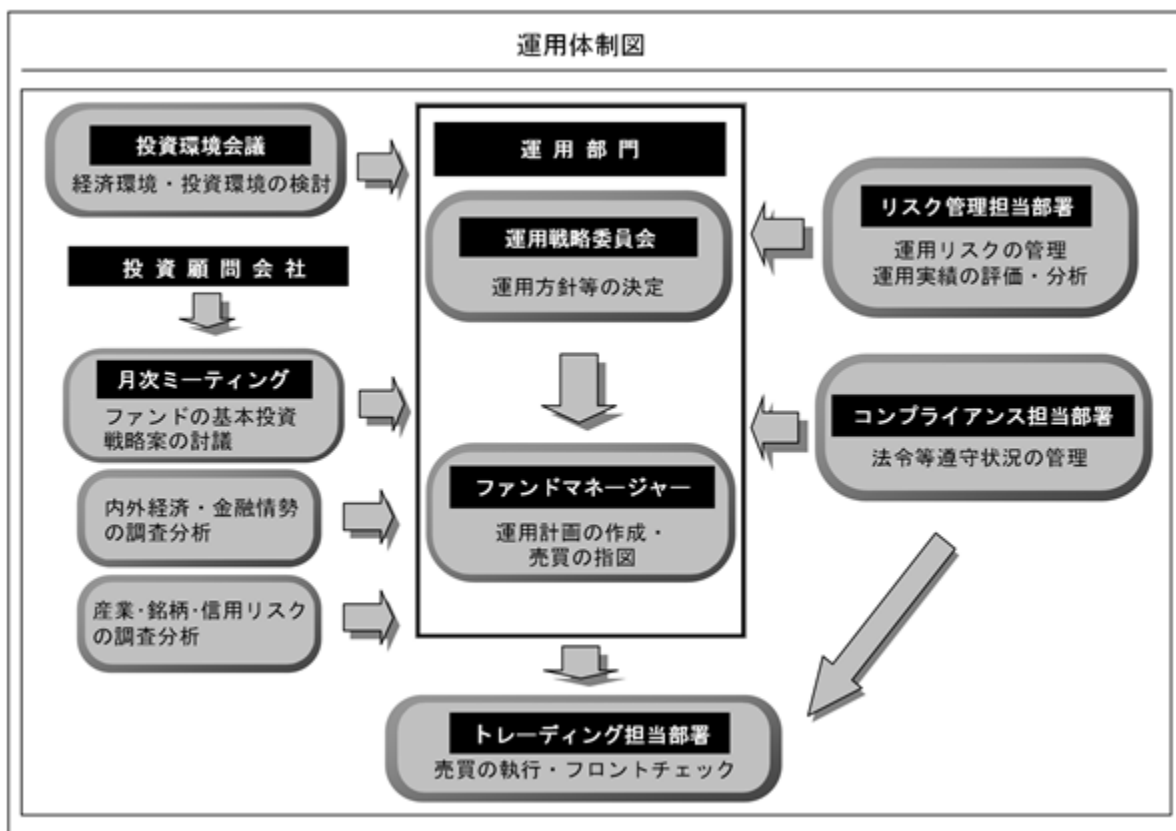 運用体制図
投資環境会議
経済環境・投資環境の検討
投資顧問会社
月次ミーティング
ファンドの基本投資
戦略案の討議
内外経済・金融情勢
の調査分析
産業・銘柄・信用リスク
の調査分析
運用部門
運用戦略委員会
運用方針等の決定
ファンドマネージャー
運用計画の作成・
売買の指図
リスク管理担当部署
運用リスクの管理
運用実績の評価・分析
コンプライアンス担当部署
法令等遵守状況の管理
トレーディング担当部署
売買の執行・フロントチェック